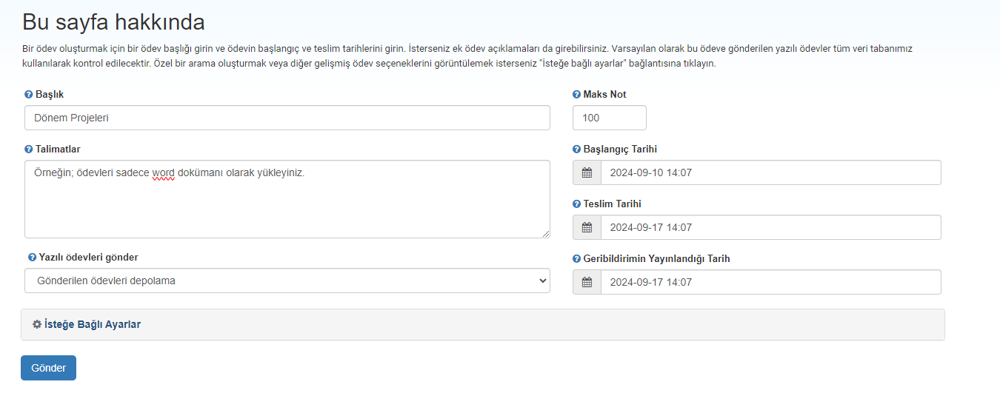 Bu sayfa hakkında
Bir ödev oluşturmak için bir ödev başlığı girin ve ödevin başlangıç ve teslim tarihlerini girin. İsterseniz ek ödev açıklamaları da girebilirsiniz. Varsayılan olarak bu ödeve gönderilen yazılı ödevler tüm veri tabanımız
kullanılarak kontrol edilecektir. Özel bir arama oluşturmak veya diğer gelişmiş ödev seçeneklerini görüntülemek isterseniz "İsteğe bağlı ayarlar" bağlantısına tıklayın.
Başlık
Dönem Projeleri
Talimatlar
Örneğin; ödevleri sadece word dokümanı olarak yükleyiniz.
Yazılı ödevleri gönder
Gönderilen ödevleri depolama
Maks Not
100
Başlangıç Tarihi
2024-09-10 14:07
Teslim Tarihi
2024-09-17 14:07
Geribildirimin Yayınlandığı Tarih
2024-09-17 14:07
İsteğe Bağlı Ayarlar
Gönder